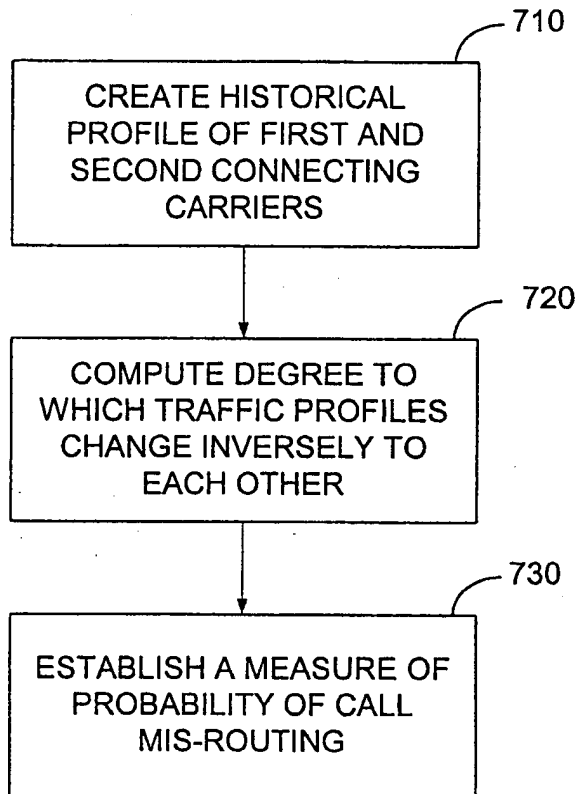 710
CREATE HISTORICAL
PROFILE OF FIRST AND
SECOND CONNECTING
CARRIERS
720
COMPUTE DEGREE TO
WHICH TRAFFIC PROFILES
CHANGE INVERSELY TO
EACH OTHER
730
ESTABLISH A MEASURE OF
PROBABILITY OF CALL
MIS-ROUTING